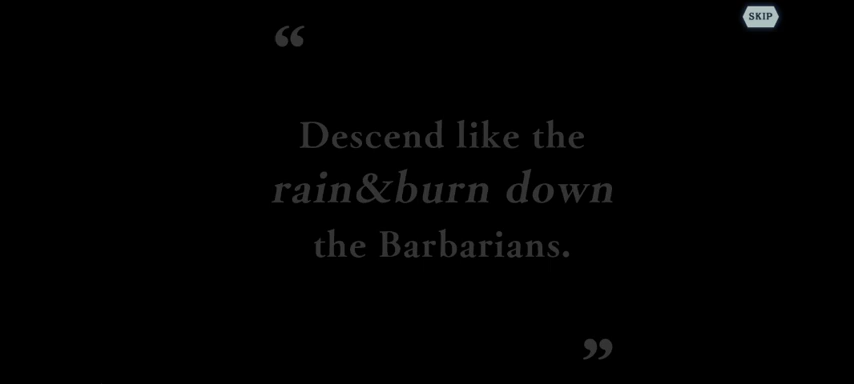 SKIP
“
Descend like the
rain&burn down
the Barbarians.
”